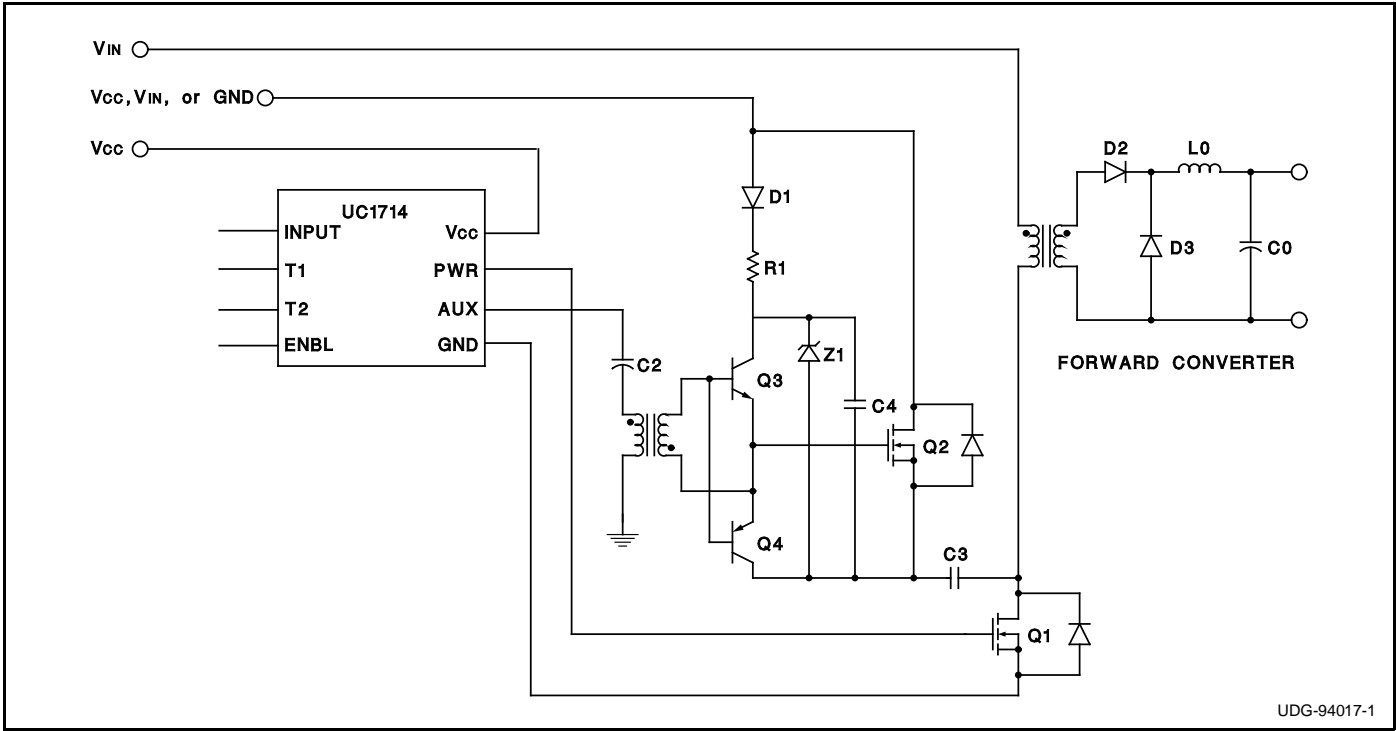 VIN
VCC, VIN, or GND
VCC
UC1714
INPUT
VCC
T1
PWR
T2
AUX
ENBL
GND
C2
D1
R1
Q3
Z1
C4
Q2
Q4
C3
Q1
D2
L0
D3
C0
FORWARD CONVERTER
UDG-94017-1